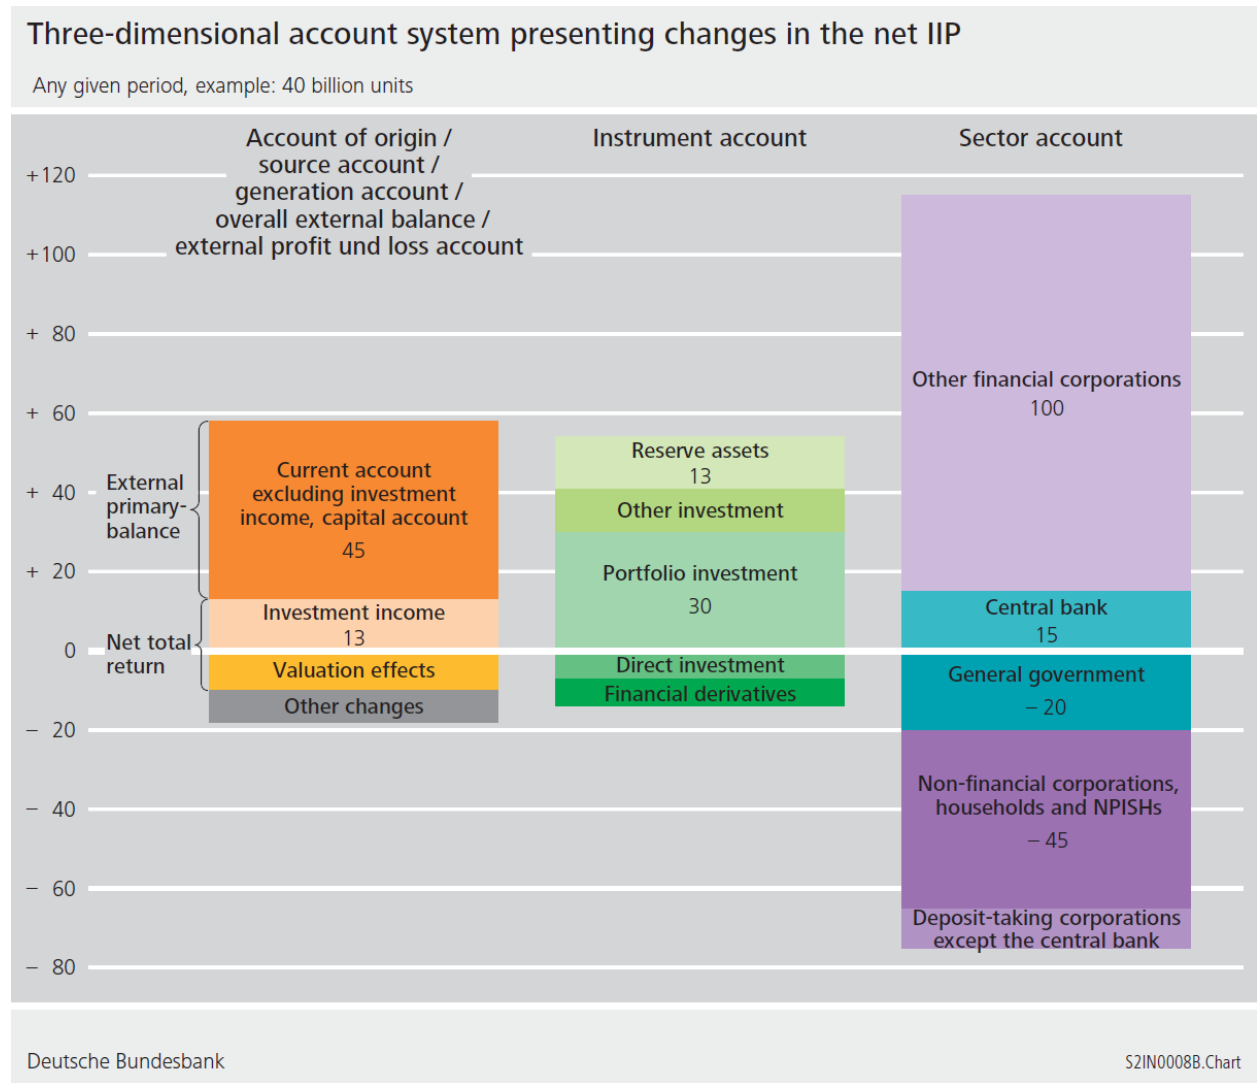 Three-dimensional account system presenting changes in the net IIP
Any given period, example: 40 billion units
Account of origin /
source account /
generation account /
overall external balance /
external profit und loss account
Instrument account
Sector account
+120
+100
+ 80
+ 60
+ 40
+ 20
0
− 20
− 40
− 60
− 80
External
primary-
balance
Net total
return
Current account
excluding investment
income, capital account
45
Investment income
13
Valuation effects
Other changes
Reserve assets
13
Other investment
Portfolio investment
30
Direct investment
Financial derivatives
Other financial corporations
100
Central bank
15
General government
− 20
Non-financial corporations,
households and NPISHs
− 45
Deposit-taking corporations
except the central bank
Deutsche Bundesbank
S2IN0008B.Chart